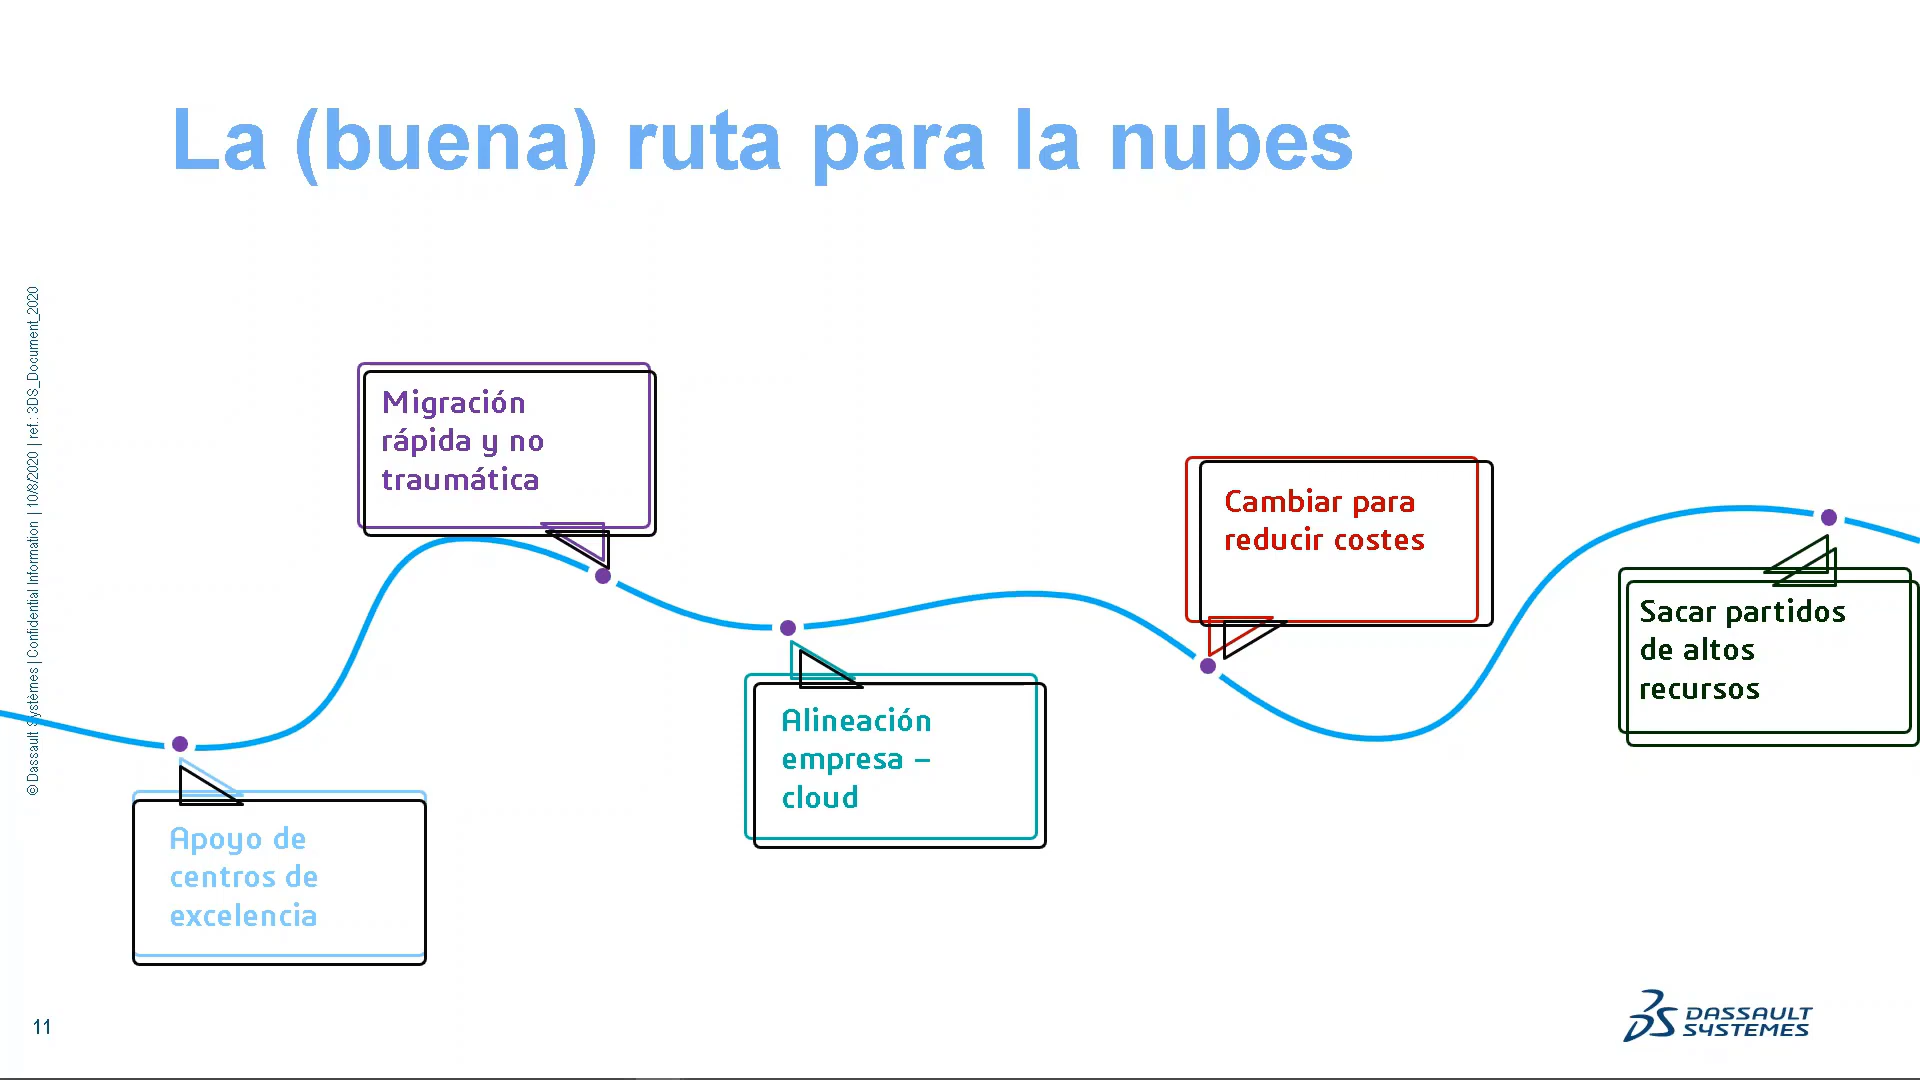 La (buena) ruta para la nubes
© Dassault Systèmes | Confidential Information | 10/8/2020 | ref.: 3DS_Document_2020
Migración
rápida y no
traumática
Cambiar para
reducir costes
Sacar partidos
de altos
recursos
Alineación
empresa –
cloud
Apoyo de
centros de
excelencia
11
DASSAULT
SYSTEMES